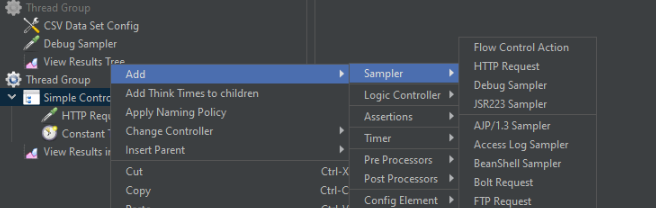 Thread Group
CSV Data Set Config
Debug Sampler
View Results Tree
Thread Group
Simple Contro
HTTP Requ
Constant
View Results in
Add
Add Think Times to children
Apply Naming Policy
Change Controller
Insert Parent
Cut Ctrl-X
Copy Ctrl-C
Sampler
Logic Controller
Assertions
Timer
Pre Processors
Post Processors
Config Element
Flow Control Action
HTTP Request
Debug Sampler
JSR223 Sampler
AJP/1.3 Sampler
Access Log Sampler
BeanShell Sampler
Bolt Request
FTP Request